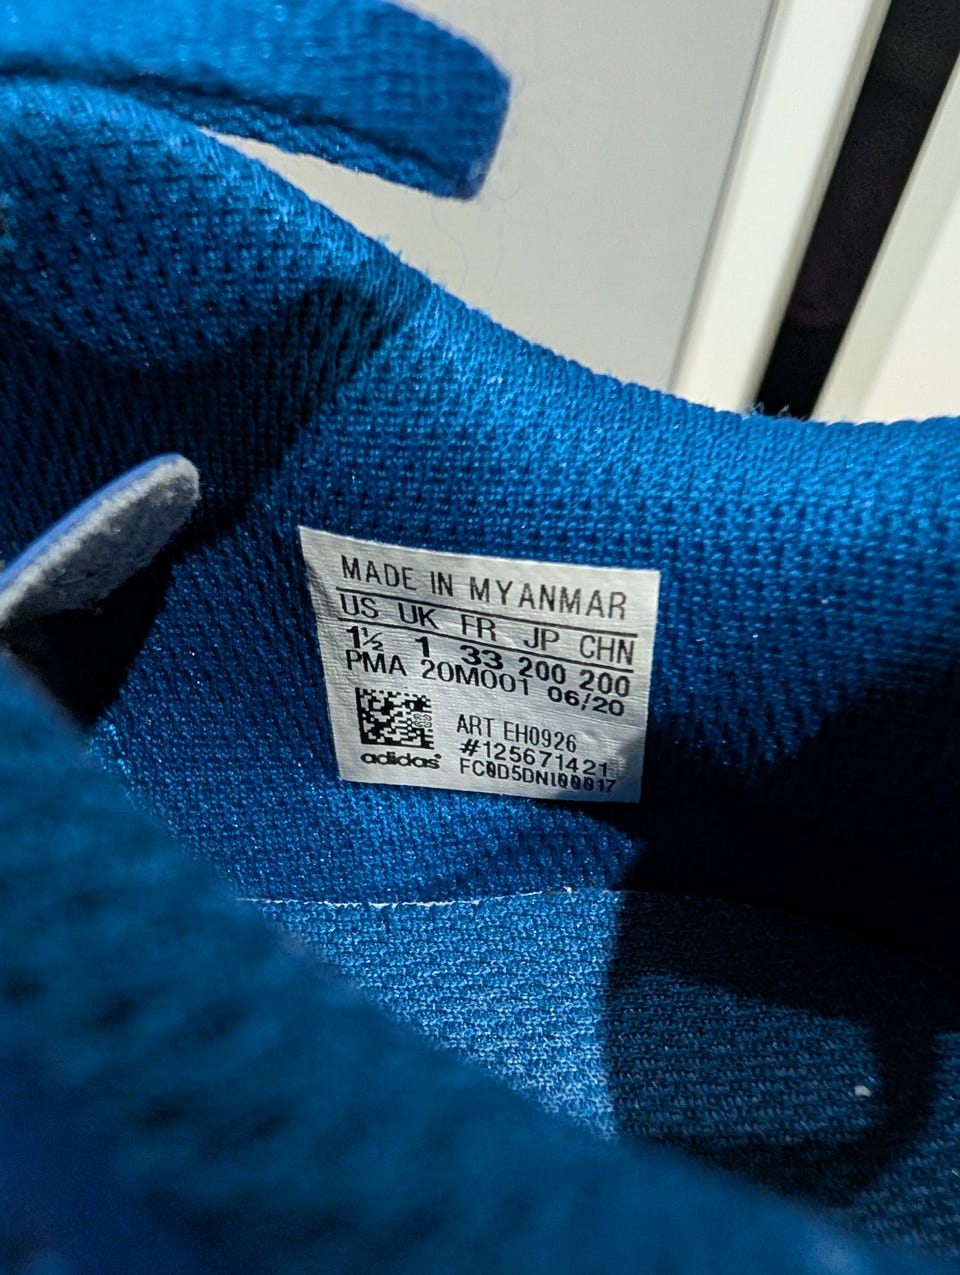 MADE IN MYANMAR
US UK FR JP CHN
1½ 1 33 200 200
PMA 20M001 06/20
ART EH0926
#125671421
adidas